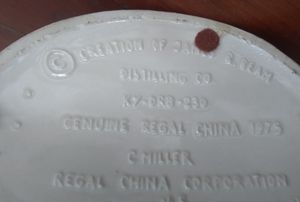 © CREATION OF JAMES B. BEAM
DISTILLING CO.
KY-DRB-230
GENUINE REGAL CHINA 1975
C MILLER
REGAL CHINA CORPORATION